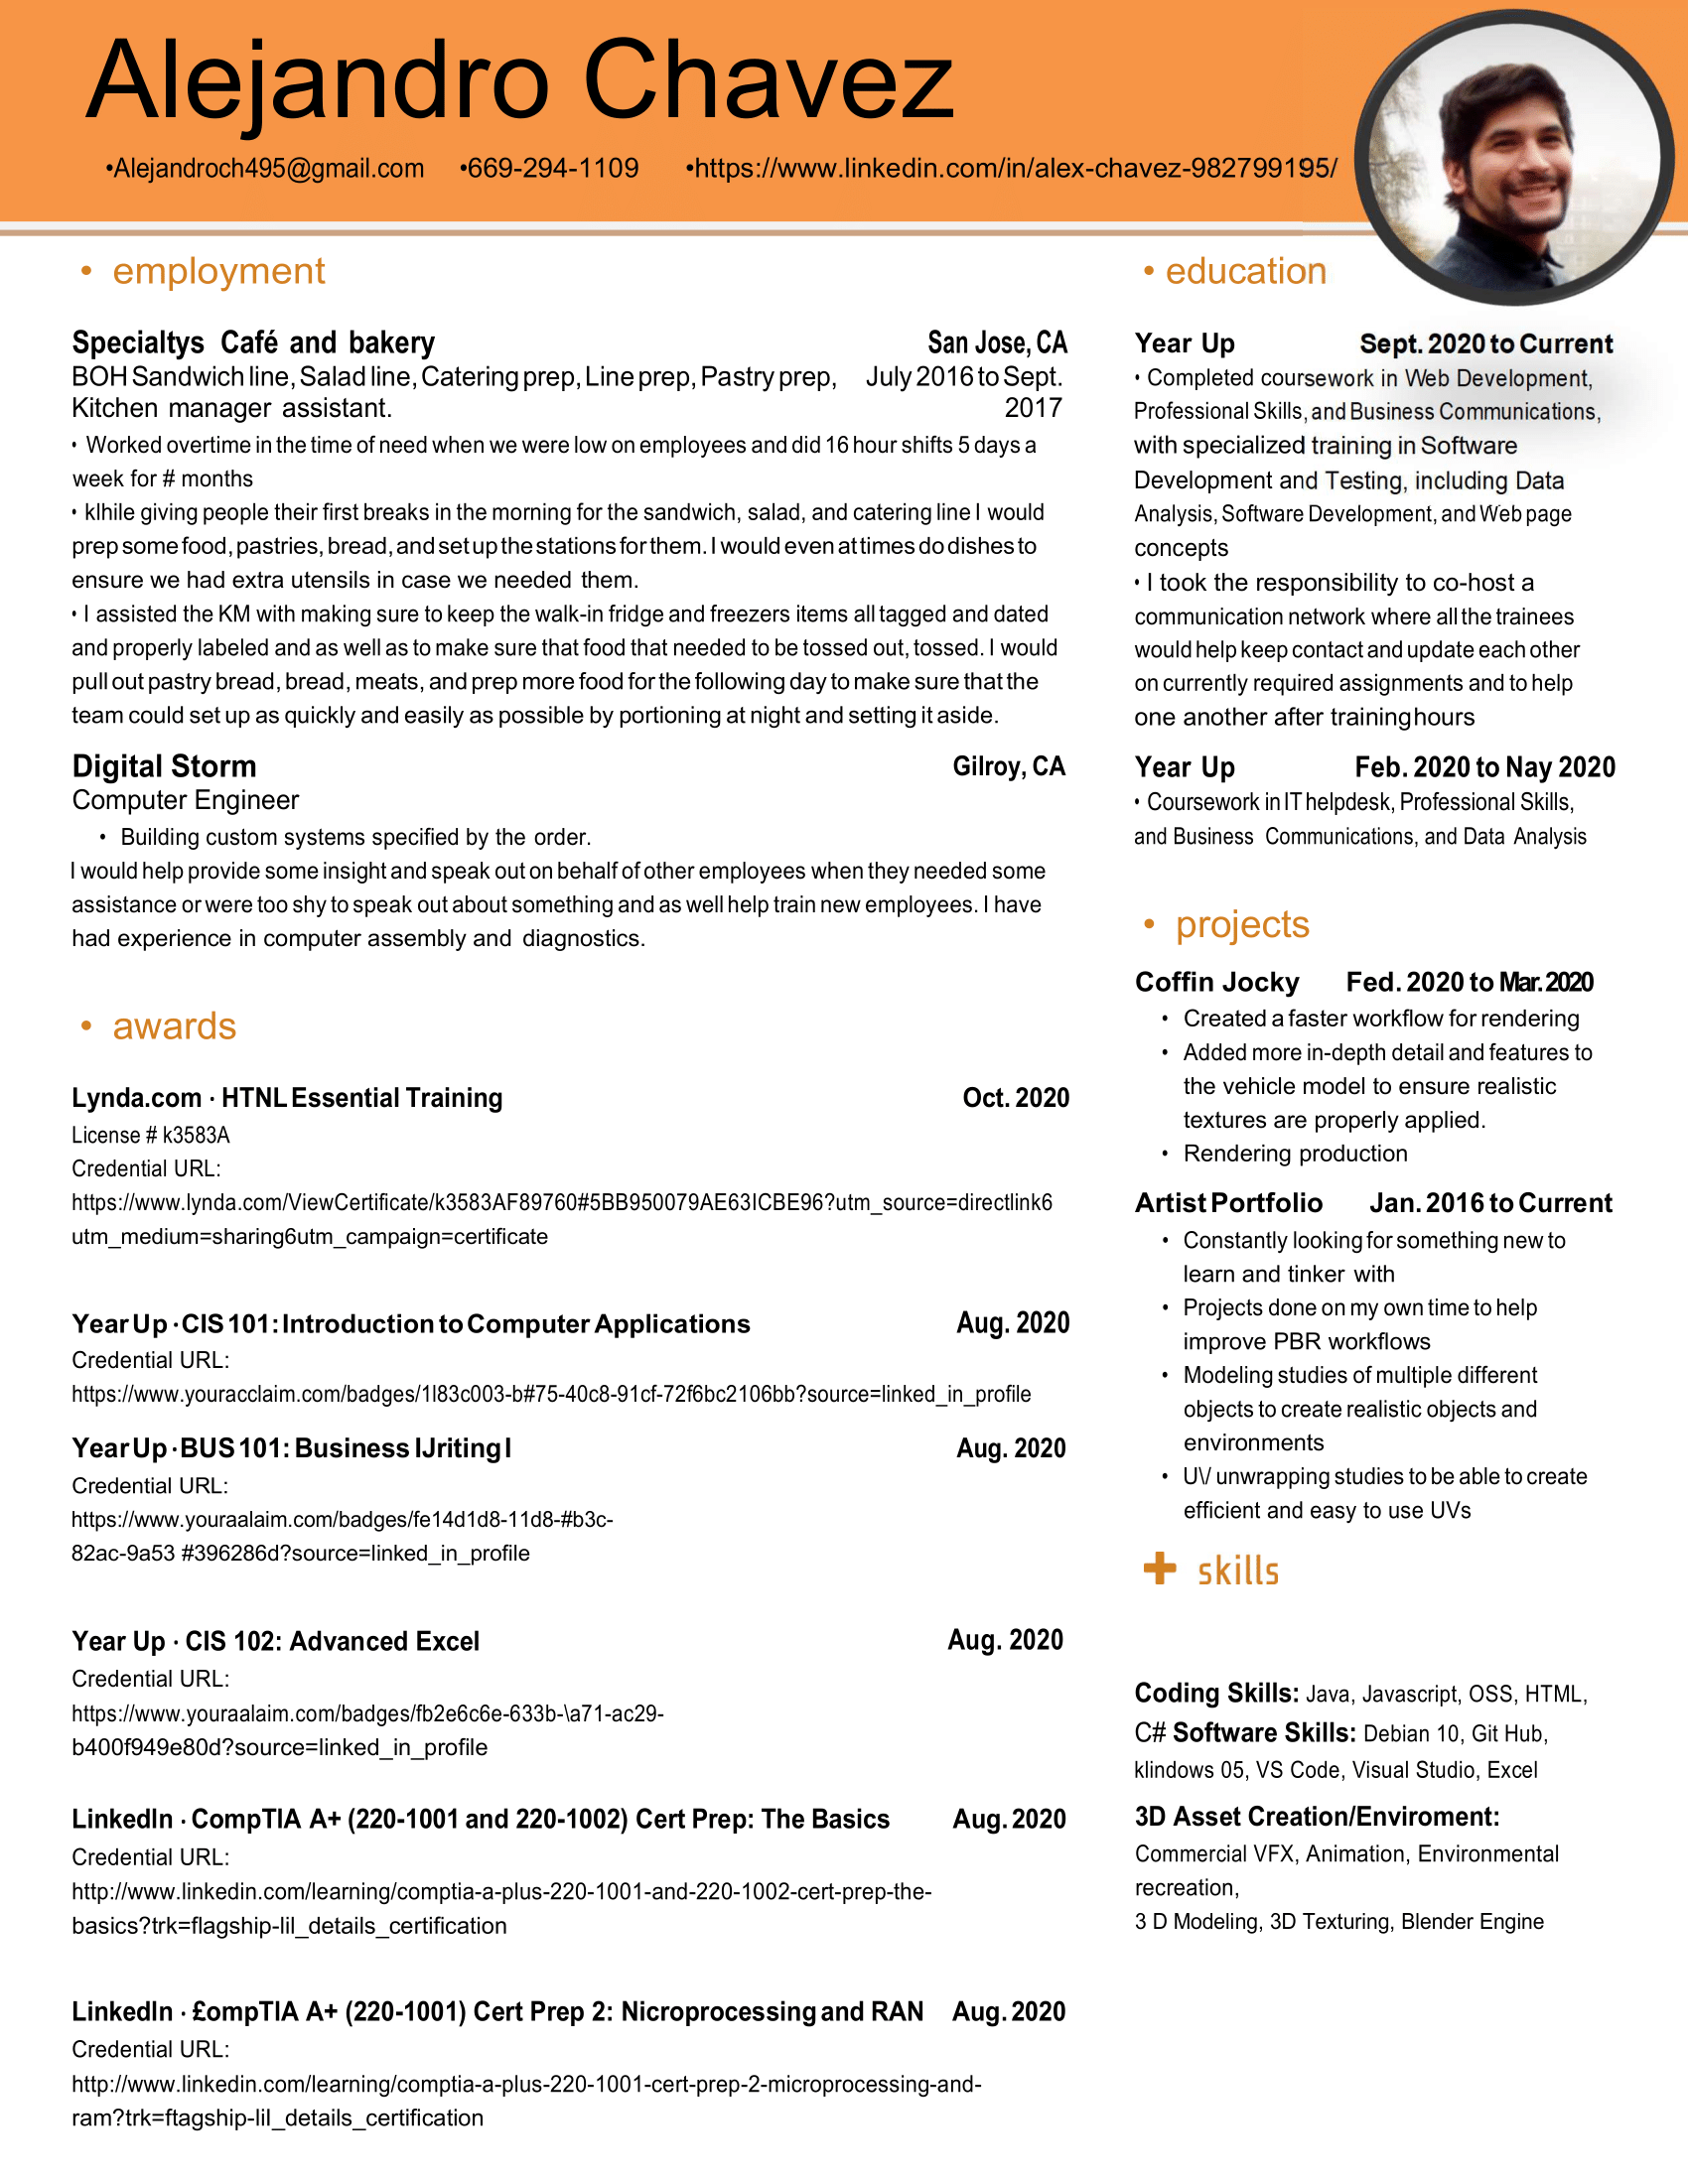 Alejandro Chavez
•Alejandroch495@gmail.com •669-294-1109 •https://www.linkedin.com/in/alex-chavez-982799195/
• employment
Specialtys Café and bakery San Jose, CA
BOH Sandwich line, Salad line, Catering prep, Line prep, Pastry prep, July 2016 to Sept.
Kitchen manager assistant. 2017
• Worked overtime in the time of need when we were low on employees and did 16 hour shifts 5 days a
week for # months
• klhile giving people their first breaks in the morning for the sandwich, salad, and catering line I would
prep some food, pastries, bread, and set up the stations for them. I would even at times do dishes to
ensure we had extra utensils in case we needed them.
• I assisted the KM with making sure to keep the walk-in fridge and freezers items all tagged and dated
and properly labeled and as well as to make sure that food that needed to be tossed out, tossed. I would
pull out pastry bread, bread, meats, and prep more food for the following day to make sure that the
team could set up as quickly and easily as possible by portioning at night and setting it aside.
Digital Storm Gilroy, CA
Computer Engineer
• Building custom systems specified by the order.
I would help provide some insight and speak out on behalf of other employees when they needed some
assistance or were too shy to speak out about something and as well help train new employees. I have
had experience in computer assembly and diagnostics.
• awards
Lynda.com · HTNL Essential Training Oct. 2020
License # k3583A
Credential URL:
https://www.lynda.com/ViewCertificate/k3583AF89760#5BB950079AE63ICBE96?utm_source=directlink6
utm_medium=sharing6utm_campaign=certificate
Year Up · CIS 101: Introduction to Computer Applications Aug. 2020
Credential URL:
https://www.youracclaim.com/badges/1l83c003-b#75-40c8-91cf-72f6bc2106bb?source=linked_in_profile
Year Up · BUS 101: Business IJriting I Aug. 2020
Credential URL:
https://www.youraalaim.com/badges/fe14d1d8-11d8-#b3c-
82ac-9a53 #396286d?source=linked_in_profile
Year Up · CIS 102: Advanced Excel Aug. 2020
Credential URL:
https://www.youraalaim.com/badges/fb2e6c6e-633b-\a71-ac29-
b400f949e80d?source=linked_in_profile
LinkedIn · CompTIA A+ (220-1001 and 220-1002) Cert Prep: The Basics Aug. 2020
Credential URL:
http://www.linkedin.com/learning/comptia-a-plus-220-1001-and-220-1002-cert-prep-the-
basics?trk=flagship-lil_details_certification
LinkedIn · £ompTIA A+ (220-1001) Cert Prep 2: Nicroprocessing and RAN Aug. 2020
Credential URL:
http://www.linkedin.com/learning/comptia-a-plus-220-1001-cert-prep-2-microprocessing-and-
ram?trk=ftagship-lil_details_certification
• education
Year Up Sept. 2020 to Current
• Completed coursework in Web Development,
Professional Skills, and Business Communications,
with specialized training in Software
Development and Testing, including Data
Analysis, Software Development, and Web page
concepts
• I took the responsibility to co-host a
communication network where all the trainees
would help keep contact and update each other
on currently required assignments and to help
one another after training hours
Year Up Feb. 2020 to Nay 2020
• Coursework in IT helpdesk, Professional Skills,
and Business Communications, and Data Analysis
• projects
Coffin Jocky Fed. 2020 to Mar. 2020
• Created a faster workflow for rendering
• Added more in-depth detail and features to
the vehicle model to ensure realistic
textures are properly applied.
• Rendering production
Artist Portfolio Jan. 2016 to Current
• Constantly looking for something new to
learn and tinker with
• Projects done on my own time to help
improve PBR workflows
• Modeling studies of multiple different
objects to create realistic objects and
environments
• U\/ unwrapping studies to be able to create
efficient and easy to use UVs
+ skills
Coding Skills: Java, Javascript, OSS, HTML,
C# Software Skills: Debian 10, Git Hub,
klindows 05, VS Code, Visual Studio, Excel
3D Asset Creation/Enviroment:
Commercial VFX, Animation, Environmental
recreation,
3 D Modeling, 3D Texturing, Blender Engine